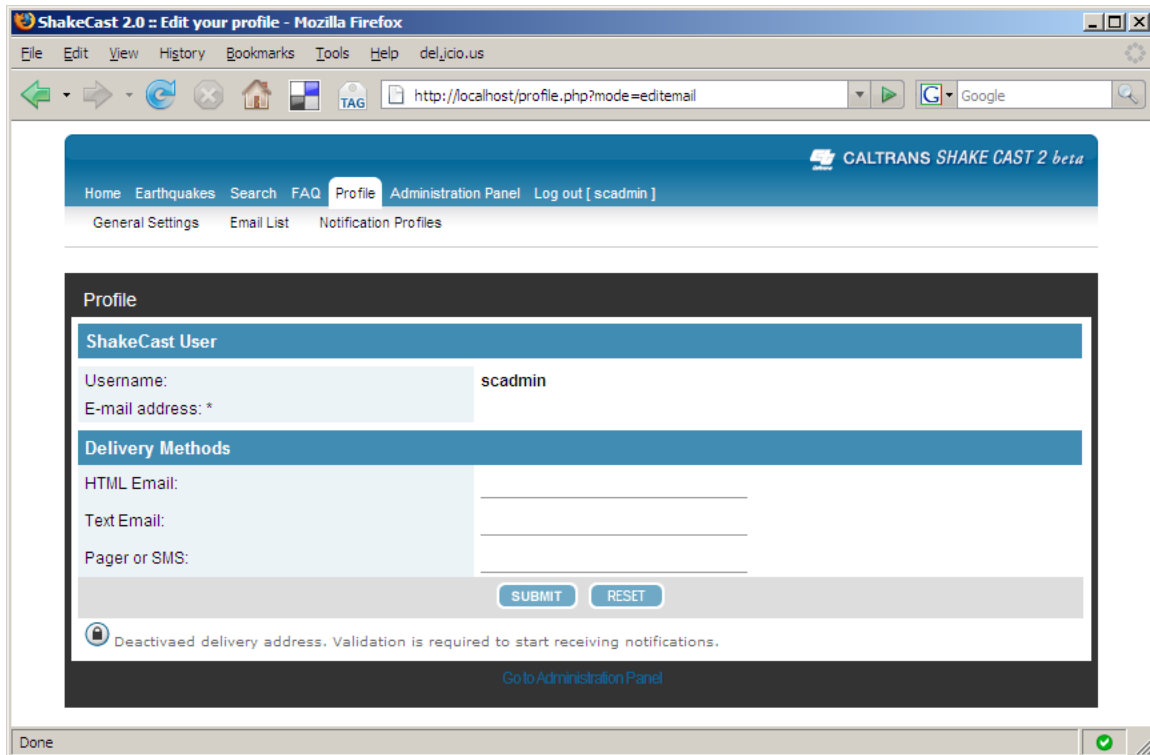 ShakeCast 2.0 :: Edit your profile - Mozilla Firefox
File Edit View History Bookmarks Tools Help del.icio.us
TAG http://localhost/profile.php?mode=editemail G Google
Caltrans CALTRANS SHAKE CAST 2 beta
Home Earthquakes Search FAQ Profile Administration Panel Log out [ scadmin ]
General Settings Email List Notification Profiles
Profile
ShakeCast User
Username: scadmin
E-mail address: *
Delivery Methods
HTML Email:
Text Email:
Pager or SMS:
SUBMIT RESET
Deactivaed delivery address. Validation is required to start receiving notifications.
Go to Administration Panel
Done